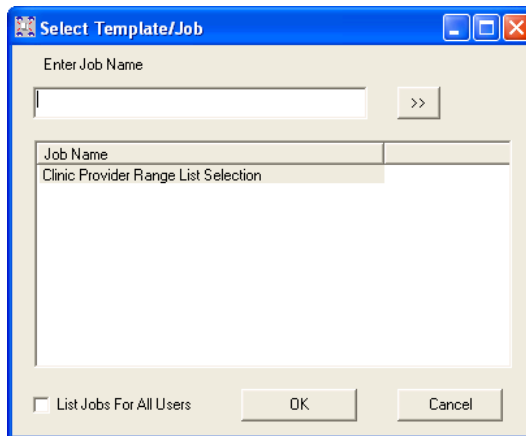 Select Template/Job
Enter Job Name
>>
Job Name
Clinic Provider Range List Selection
List Jobs For All Users
OK
Cancel